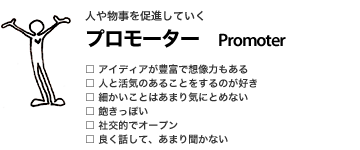 人や物事を促進していく
プロモーター Promoter
□ アイディアが豊富で想像力もある
□ 人と活気のあることをするのが好き
□ 細かいことはあまり気にとめない
□ 飽きっぽい
□ 社交的でオープン
□ 良く話して、あまり聞かない